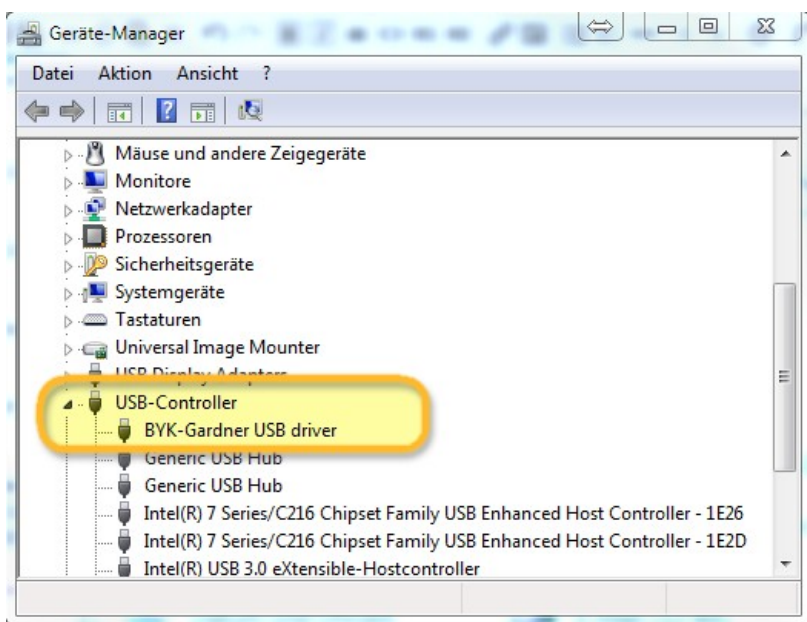 Geräte-Manager
Datei Aktion Ansicht ?
Mäuse und andere Zeigegeräte
Monitore
Netzwerkadapter
Prozessoren
Sicherheitsgeräte
Systemgeräte
Tastaturen
Universal Image Mounter
USB Display Adapters
USB-Controller
BYK-Gardner USB driver
Generic USB Hub
Generic USB Hub
Intel(R) 7 Series/C216 Chipset Family USB Enhanced Host Controller - 1E26
Intel(R) 7 Series/C216 Chipset Family USB Enhanced Host Controller - 1E2D
Intel(R) USB 3.0 eXtensible-Hostcontroller